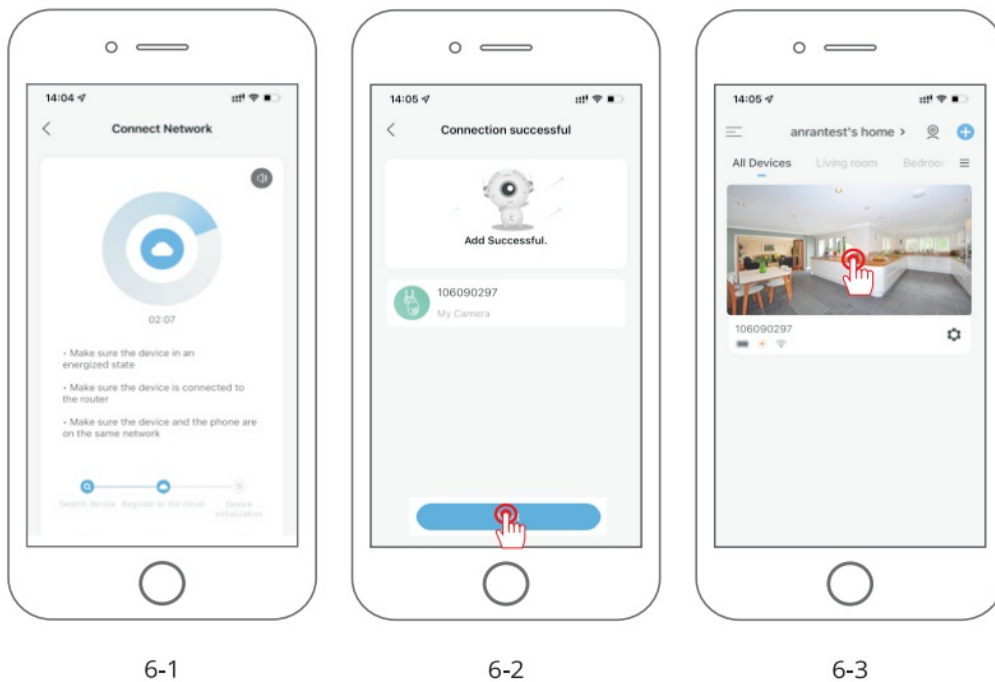 14:04
Connect Network
02:07
- Make sure the device in an
energized state
- Make sure the device is connected to
the router
- Make sure the device and the phone are
on the same network
Search device Register to the cloud Device
initialization
6-1
14:05
Connection successful
C
Add Successful.
106090297
My Camera
6-2
14:05
anrantest's home >
All Devices Living room Bedroor
106090297
6-3